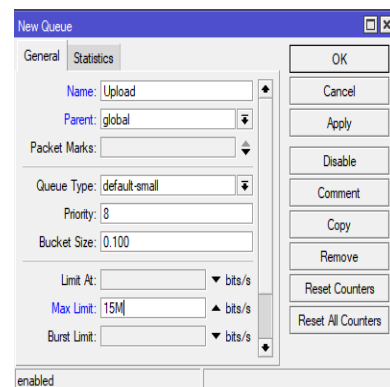 New Queue
General Statistics
Name: Upload
Parent: global
Packet Marks:
Queue Type: default-small
Priority: 8
Bucket Size: 0.100
Limit At: bits/s
Max Limit: 15M bits/s
Burst Limit: bits/s
enabled
OK
Cancel
Apply
Disable
Comment
Copy
Remove
Reset Counters
Reset All Counters